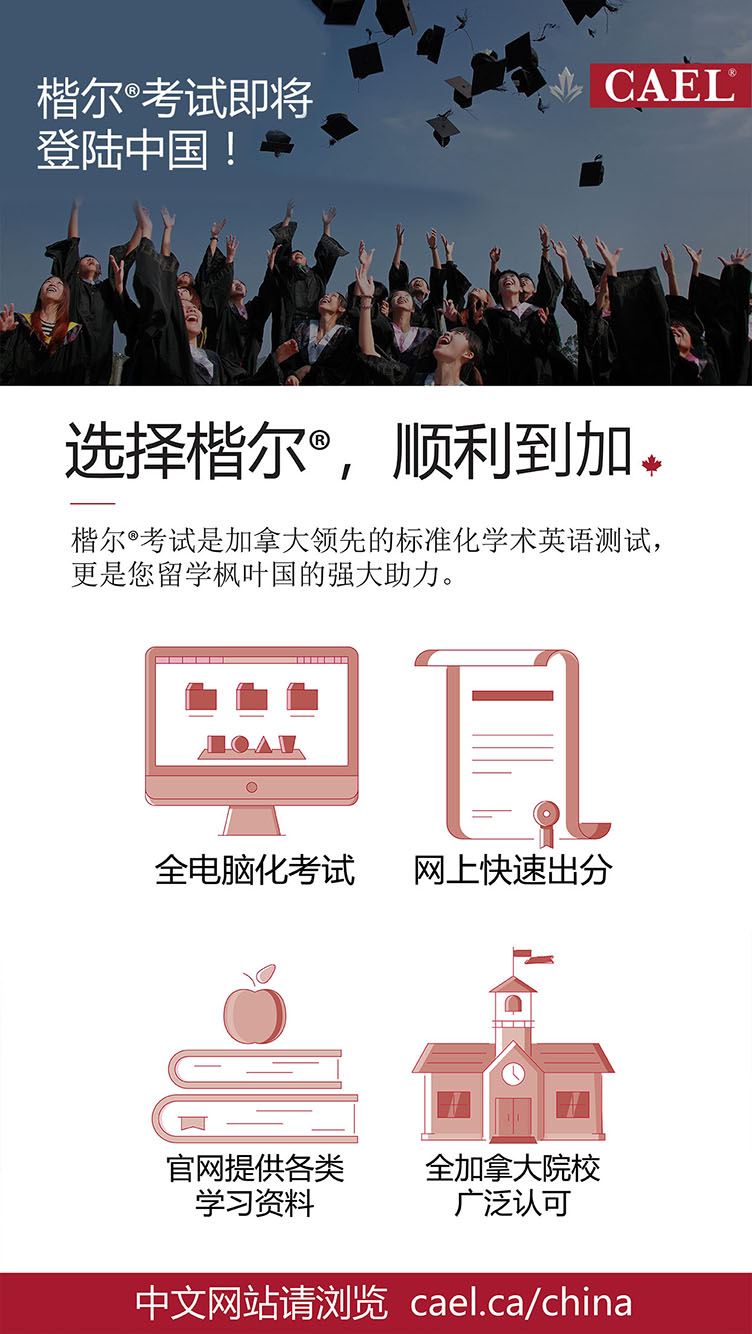 楷尔®考试即将
登陆中国！
CAEL®
选择楷尔®，顺利到加
楷尔®考试是加拿大领先的标准化学术英语测试，
更是您留学枫叶国的强大助力。
全电脑化考试
网上快速出分
官网提供各类
学习资料
全加拿大院校
广泛认可
中文网站请浏览 cael.ca/china